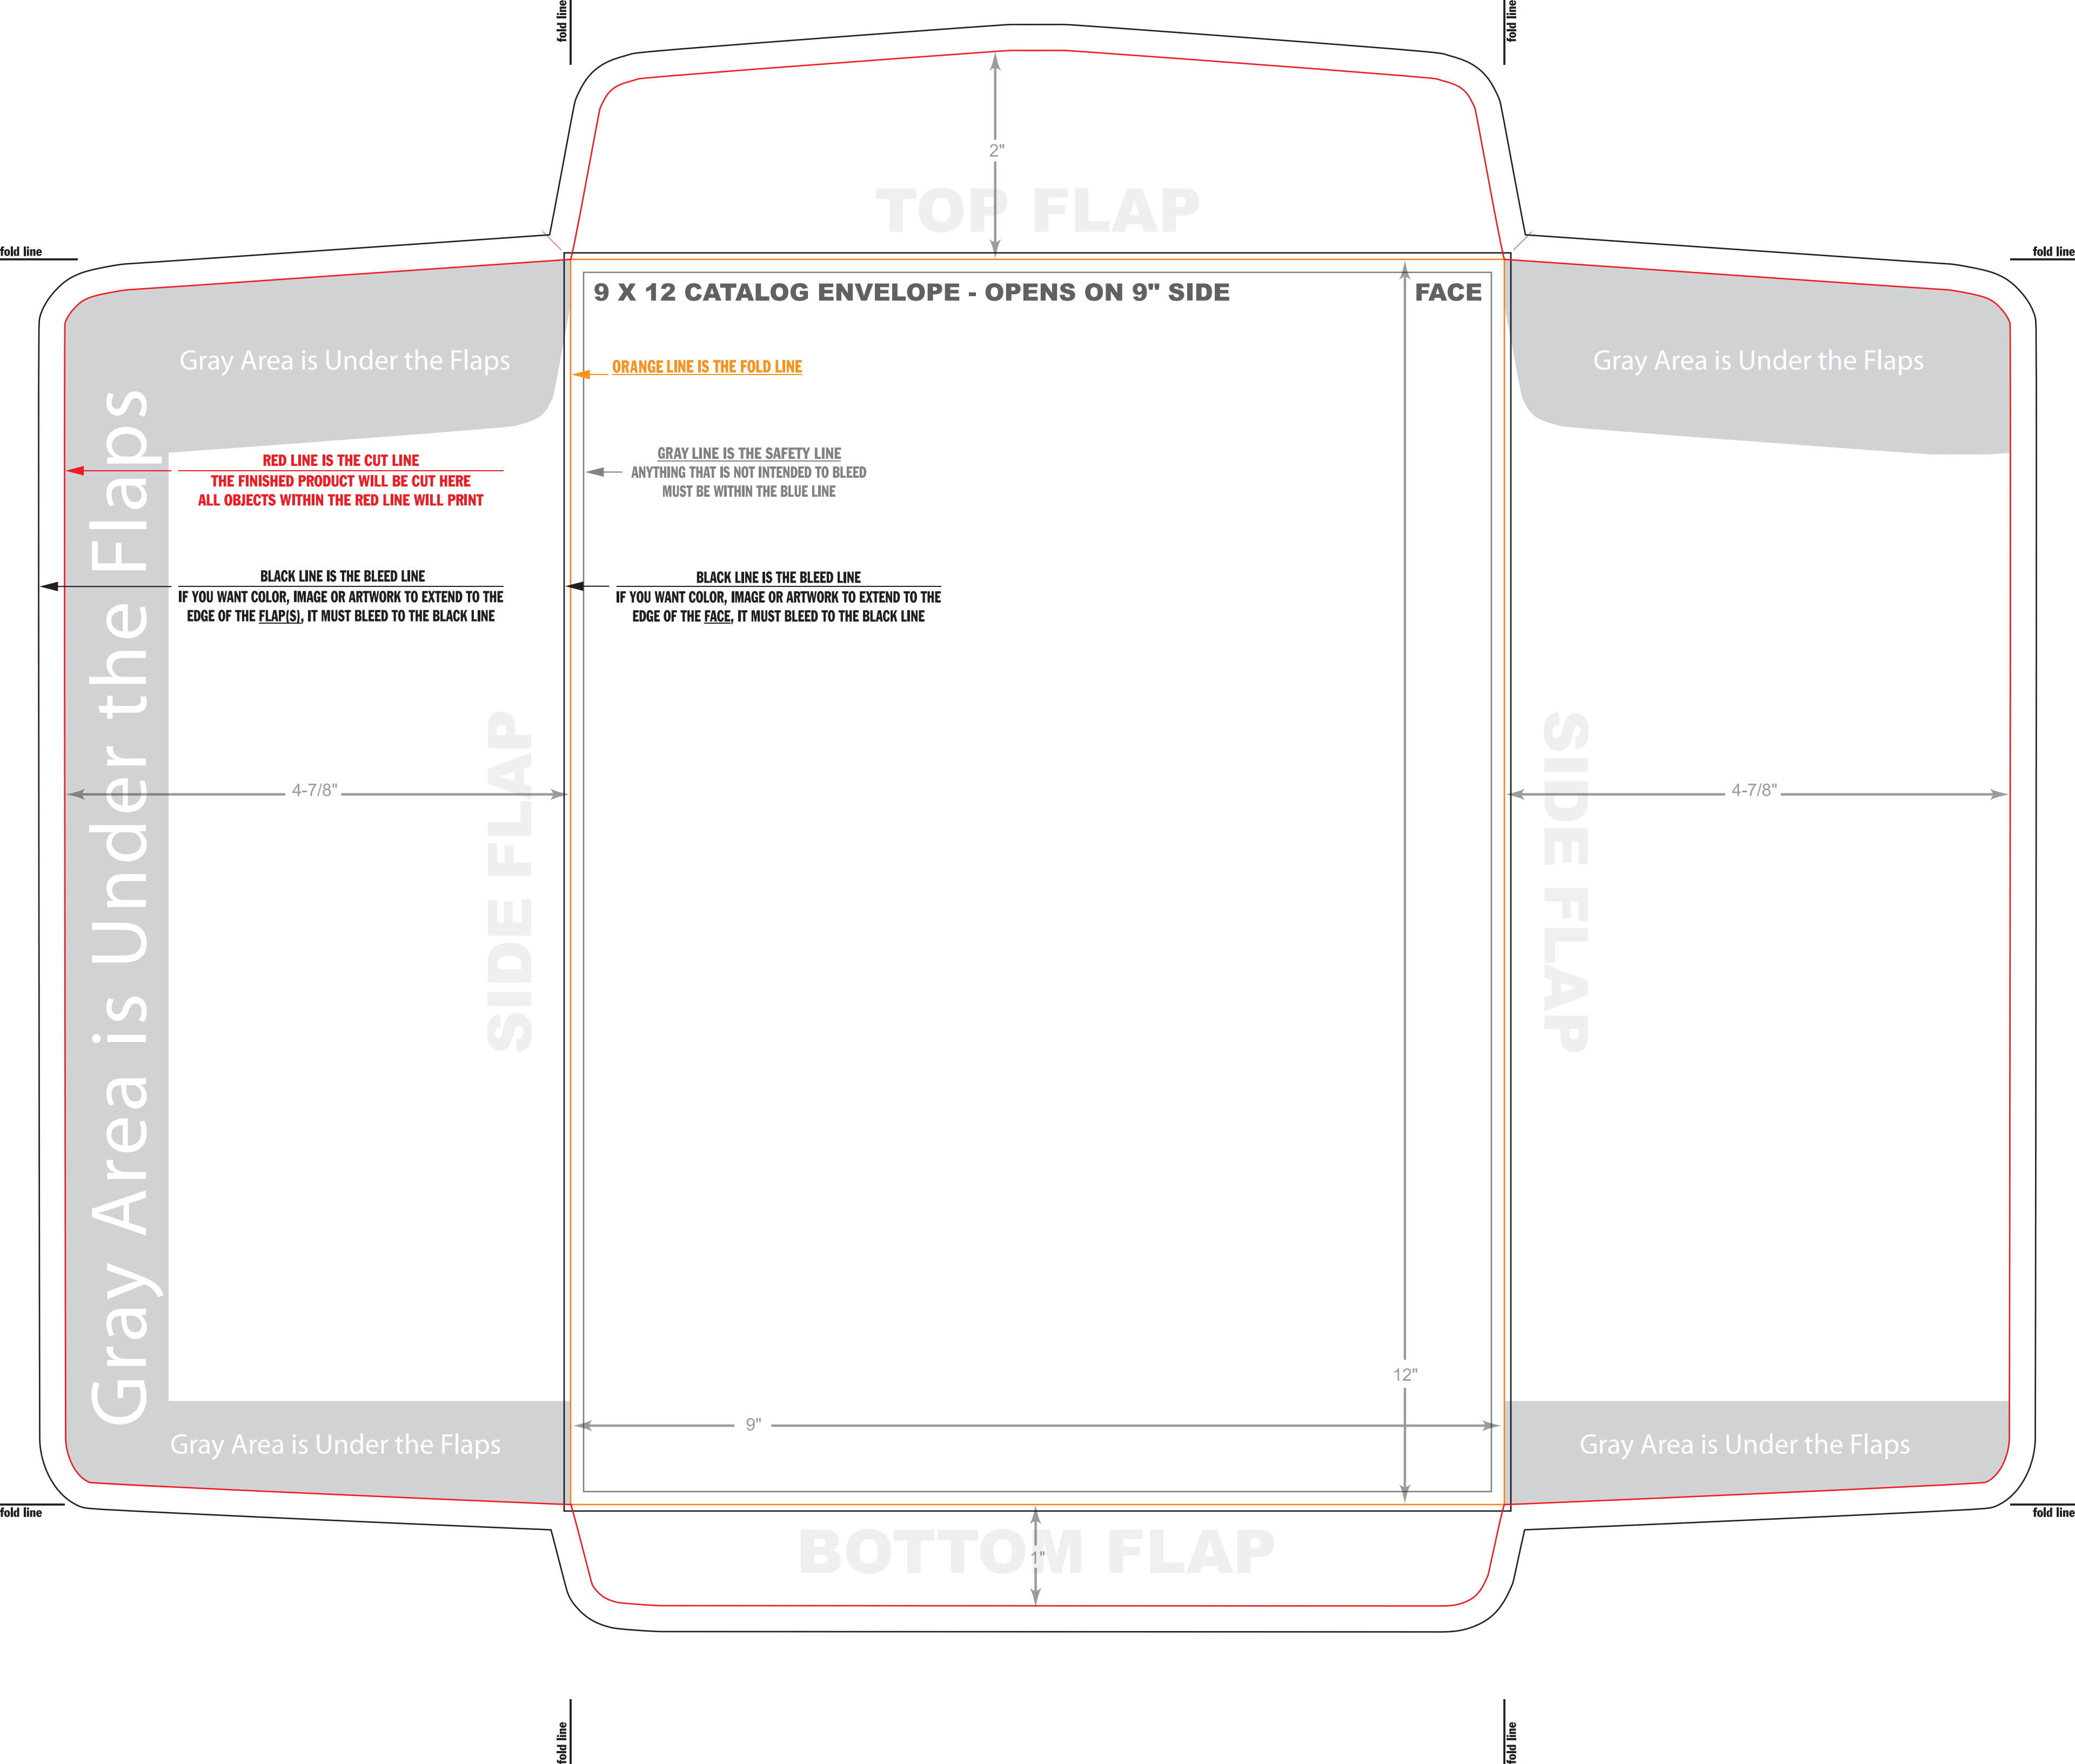 fold line
fold line
2"
TOP FLAP
fold line
fold line
9 X 12 CATALOG ENVELOPE - OPENS ON 9" SIDE
FACE
Gray Area is Under the Flaps
ORANGE LINE IS THE FOLD LINE
Gray Area is Under the Flaps
Gray Area is Under the Flaps
RED LINE IS THE CUT LINE
THE FINISHED PRODUCT WILL BE CUT HERE
ALL OBJECTS WITHIN THE RED LINE WILL PRINT
GRAY LINE IS THE SAFETY LINE
ANYTHING THAT IS NOT INTENDED TO BLEED
MUST BE WITHIN THE BLUE LINE
BLACK LINE IS THE BLEED LINE
IF YOU WANT COLOR, IMAGE OR ARTWORK TO EXTEND TO THE
EDGE OF THE FLAP(S), IT MUST BLEED TO THE BLACK LINE
BLACK LINE IS THE BLEED LINE
IF YOU WANT COLOR, IMAGE OR ARTWORK TO EXTEND TO THE
EDGE OF THE FACE, IT MUST BLEED TO THE BLACK LINE
4-7/8"
SIDE FLAP
SIDE FLAP
4-7/8"
12"
9"
Gray Area is Under the Flaps
Gray Area is Under the Flaps
fold line
fold line
BOTTOM FLAP
1"
fold line
fold line